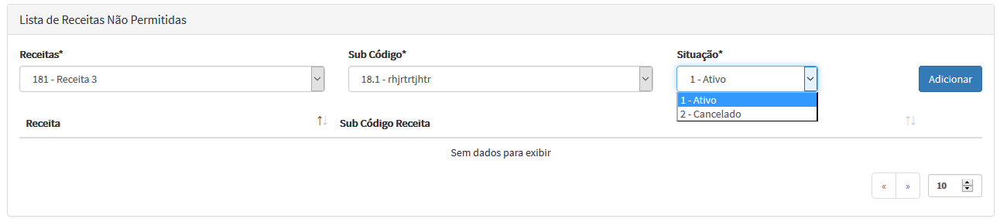 Lista de Receitas Não Permitidas
Receitas* Sub Código* Situação*
181 - Receita 3 18.1 - rhjrtrtjhtr 1 - Ativo Adicionar
1 - Ativo
2 - Cancelado
Receita Sub Código Receita
Sem dados para exibir
« » 10